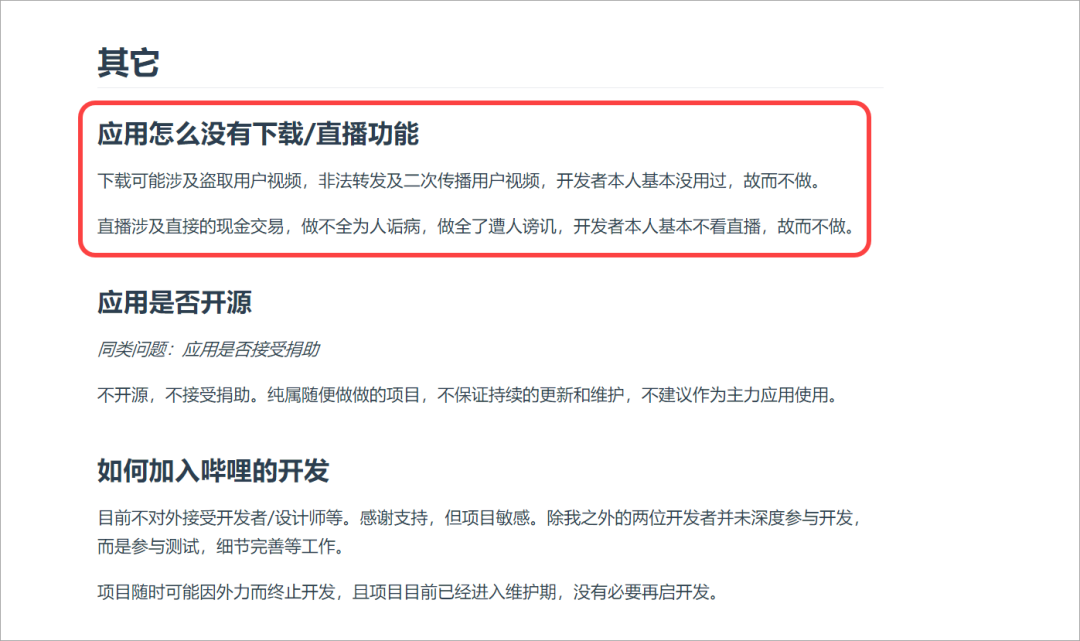 其它
应用怎么没有下载/直播功能
下载可能涉及盗取用户视频，非法转发及二次传播用户视频，开发者本人基本没用过，故而不做。
直播涉及直接的现金交易，做不全为人诟病，做全了遭人谤讥，开发者本人基本不看直播，故而不做。
应用是否开源
同类问题：应用是否接受捐助
不开源，不接受捐助。纯属随便做做的项目，不保证持续的更新和维护，不建议作为主力应用使用。
如何加入哔哩的开发
目前不对外接受开发者/设计师等。感谢支持，但项目敏感。除我之外的两位开发者并未深度参与开发，
而是参与测试，细节完善等工作。
项目随时可能因外力而终止开发，且项目目前已经进入维护期，没有必要再启开发。